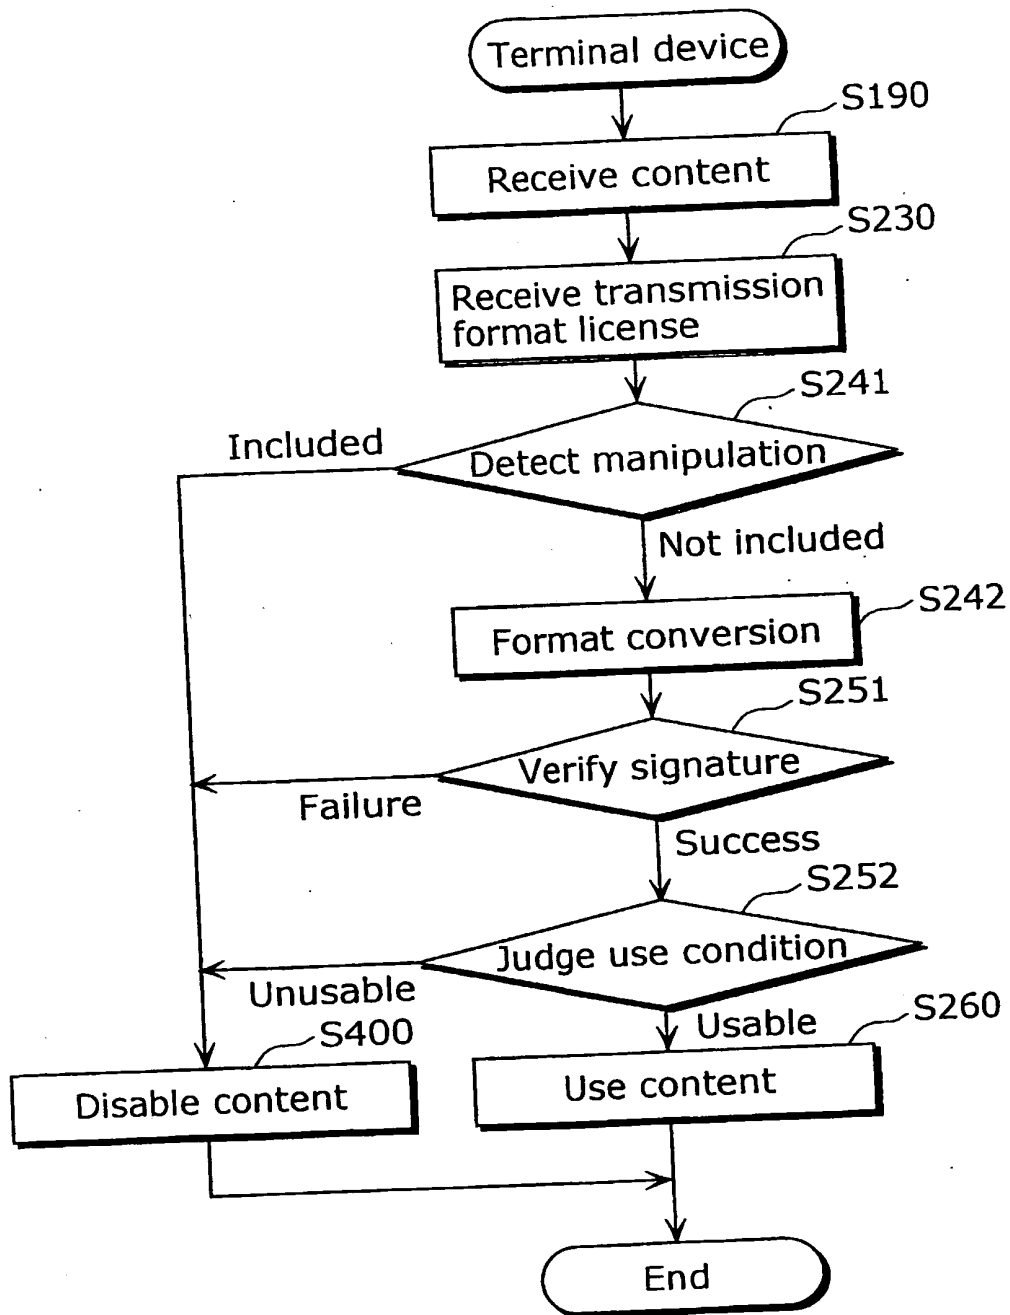 Terminal device
S190
Receive content
S230
Receive transmission
format license
S241
Included
Detect manipulation
Not included
S242
Format conversion
S251
Verify signature
Failure
Success
S252
Judge use condition
Unusable
Usable
S260
S400
Use content
Disable content
End